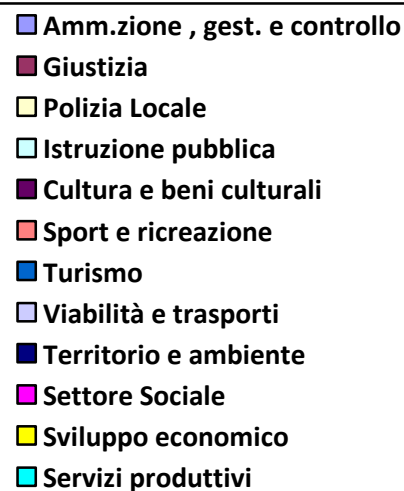 Amm.zione , gest. e controllo
Giustizia
Polizia Locale
Istruzione pubblica
Cultura e beni culturali
Sport e ricreazione
Turismo
Viabilità e trasporti
Territorio e ambiente
Settore Sociale
Sviluppo economico
Servizi produttivi